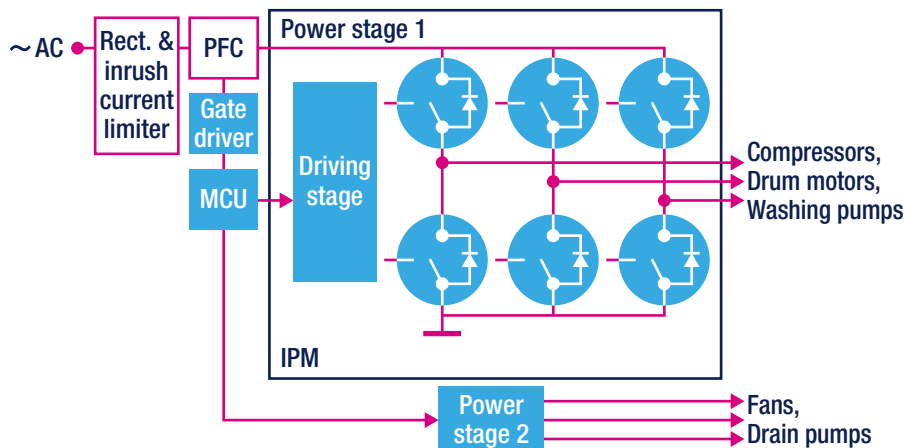 ~ AC
Rect. &
inrush
current
limiter
PFC
Gate
driver
MCU
Power stage 1
Driving
stage
IPM
Compressors,
Drum motors,
Washing pumps
Power
stage 2
Fans,
Drain pumps